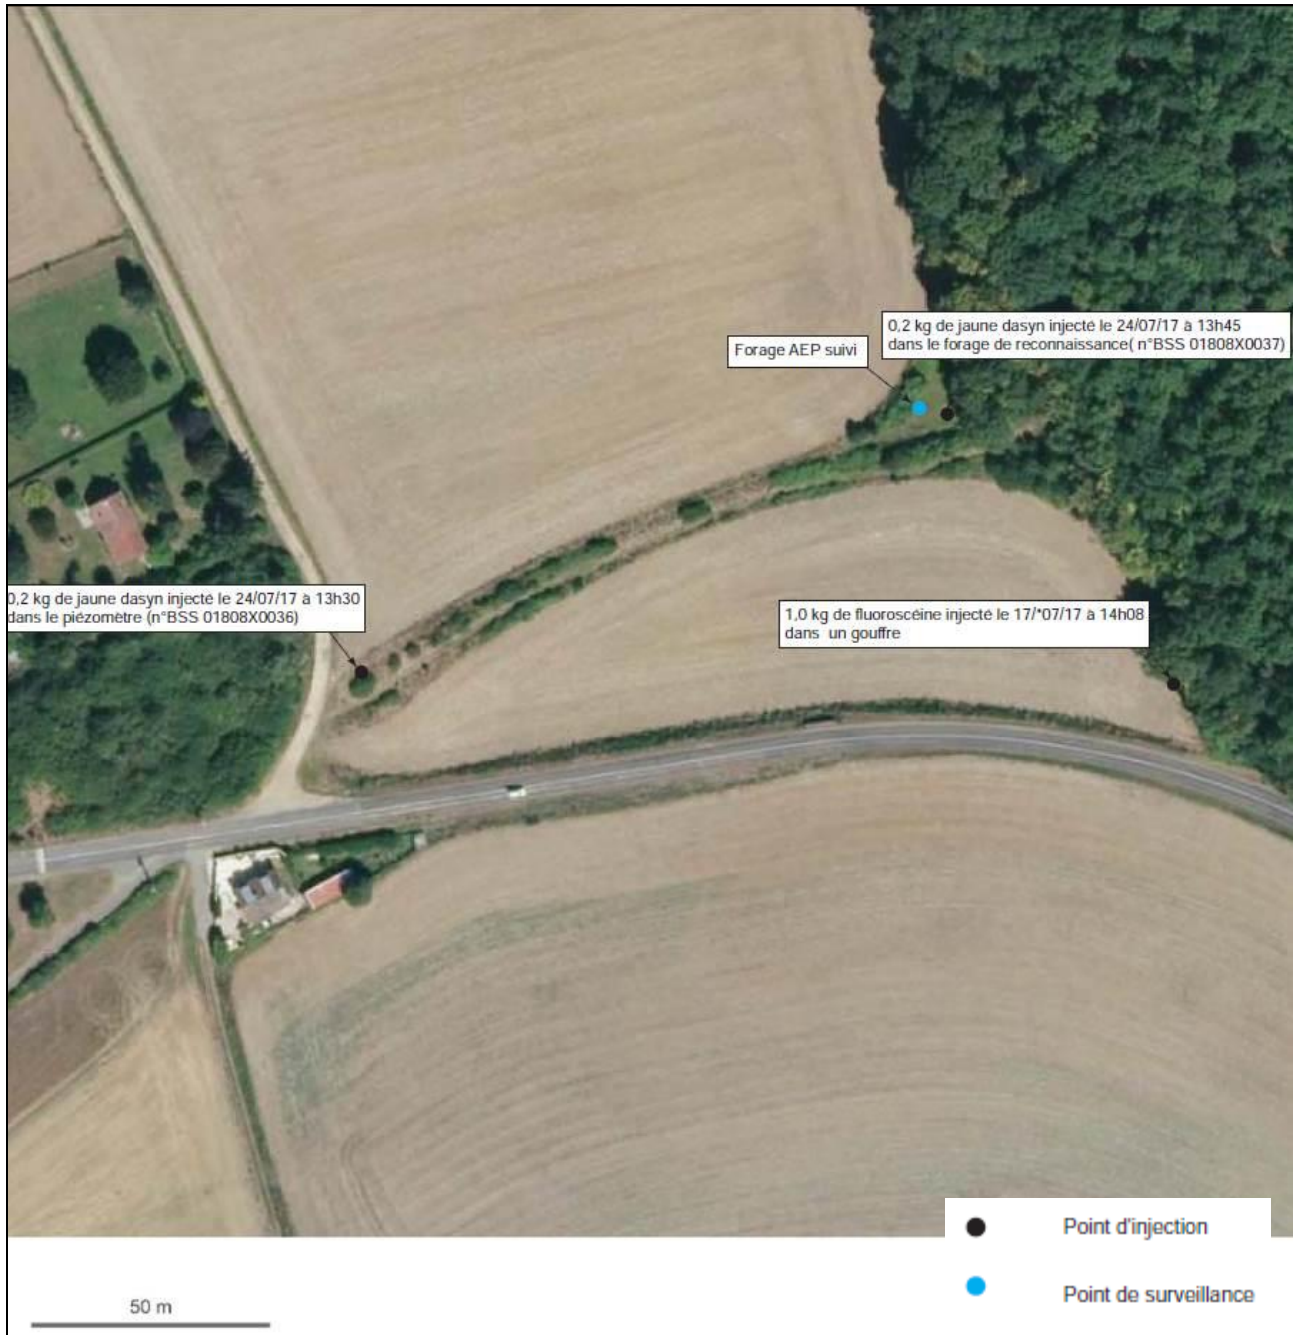 0,2 kg de jaune dasyn injecté le 24/07/17 à 13h45
dans le forage de reconnaissance( n°BSS 01808X0037)
Forage AEP suivi
0,2 kg de jaune dasyn injecté le 24/07/17 à 13h30
dans le piézomètre (n°BSS 01808X0036)
1,0 kg de fluoroscéine injecté le 17/*07/17 à 14h08
dans un gouffre
Point d'injection
Point de surveillance
50 m